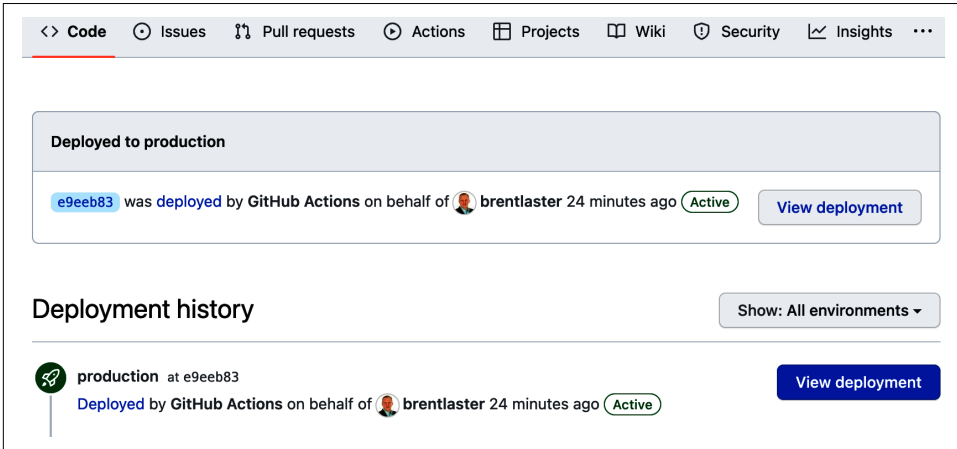 <> Code Issues Pull requests Actions Projects Wiki Security Insights ...
Deployed to production
e9eeb83 was deployed by GitHub Actions on behalf of brentlaster 24 minutes ago Active View deployment
Deployment history Show: All environments
production at e9eeb83 View deployment
Deployed by GitHub Actions on behalf of brentlaster 24 minutes ago Active